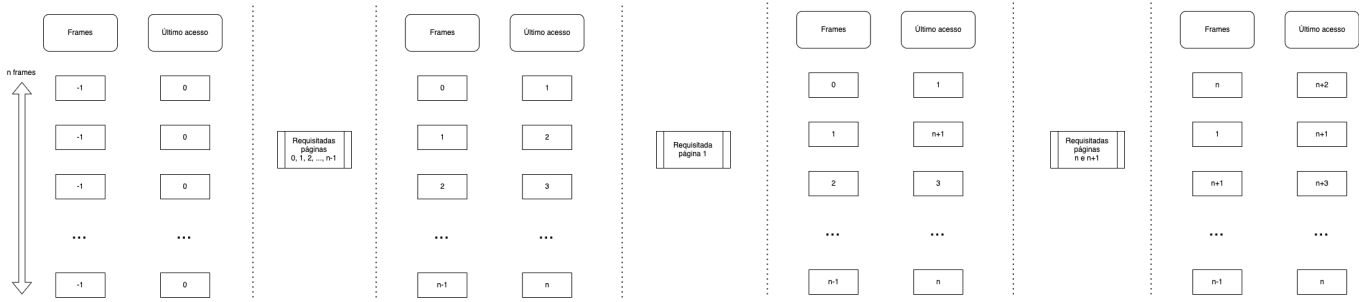 Frames Último acesso
n frames
-1 0
-1 0
-1 0
... ...
-1 0
Requisitadas
páginas
0, 1, 2, ..., n-1
Frames Último acesso
0 1
1 2
2 3
... ...
n-1 n
Requisitada
página 1
Frames Último acesso
0 1
1 n+1
2 3
... ...
n-1 n
Requisitadas
páginas
n e n+1
Frames Último acesso
n n+2
1 n+1
n+1 n+3
... ...
n-1 n